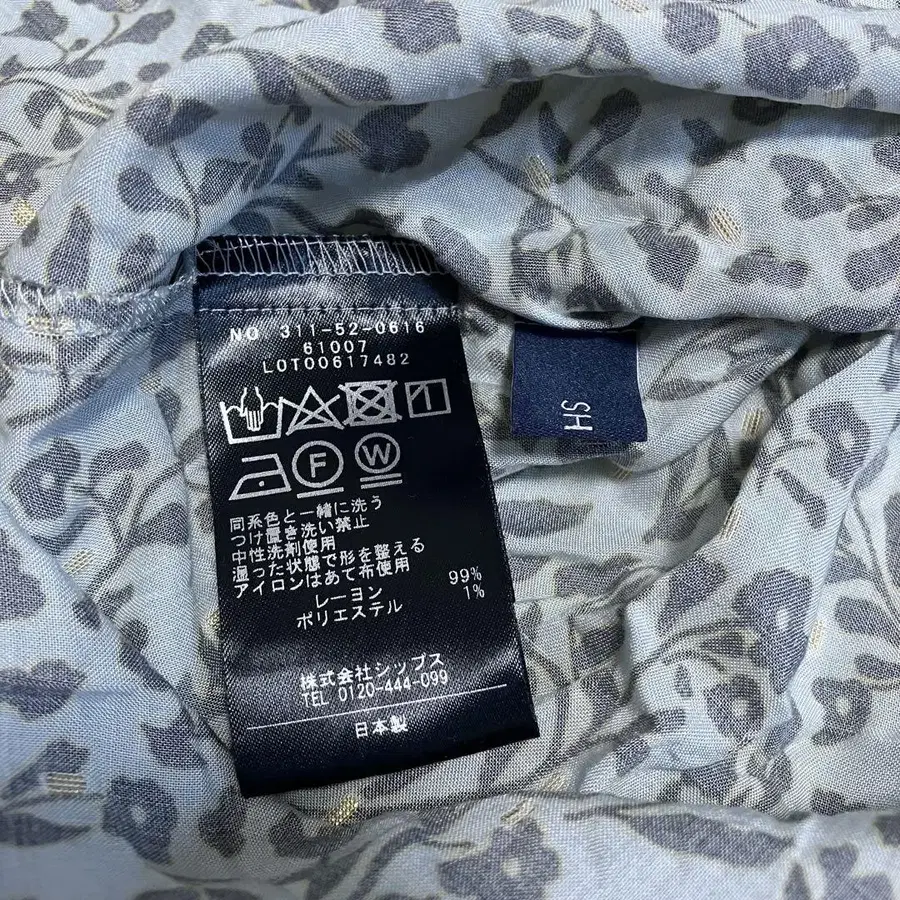 NO 311-52-0616
61007
LOT00617482
F
W
同系色と一緒に洗う
つけ置き洗い禁止
中性洗剤使用
湿った状態で形を整える
アイロンはあて布使用
レーヨン 99%
ポリエステル 1%
株式会社シップス
TEL 0120-444-099
日本製
HS